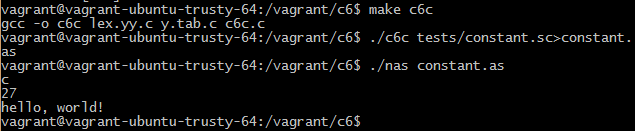 vagrant@vagrant-ubuntu-trusty-64:/vagrant/c6$ make c6c
gcc -o c6c lex.yy.c y.tab.c c6c.c
vagrant@vagrant-ubuntu-trusty-64:/vagrant/c6$ ./c6c tests/constant.sc>constant.
as
vagrant@vagrant-ubuntu-trusty-64:/vagrant/c6$ ./nas constant.as
c
27
hello, world!
vagrant@vagrant-ubuntu-trusty-64:/vagrant/c6$